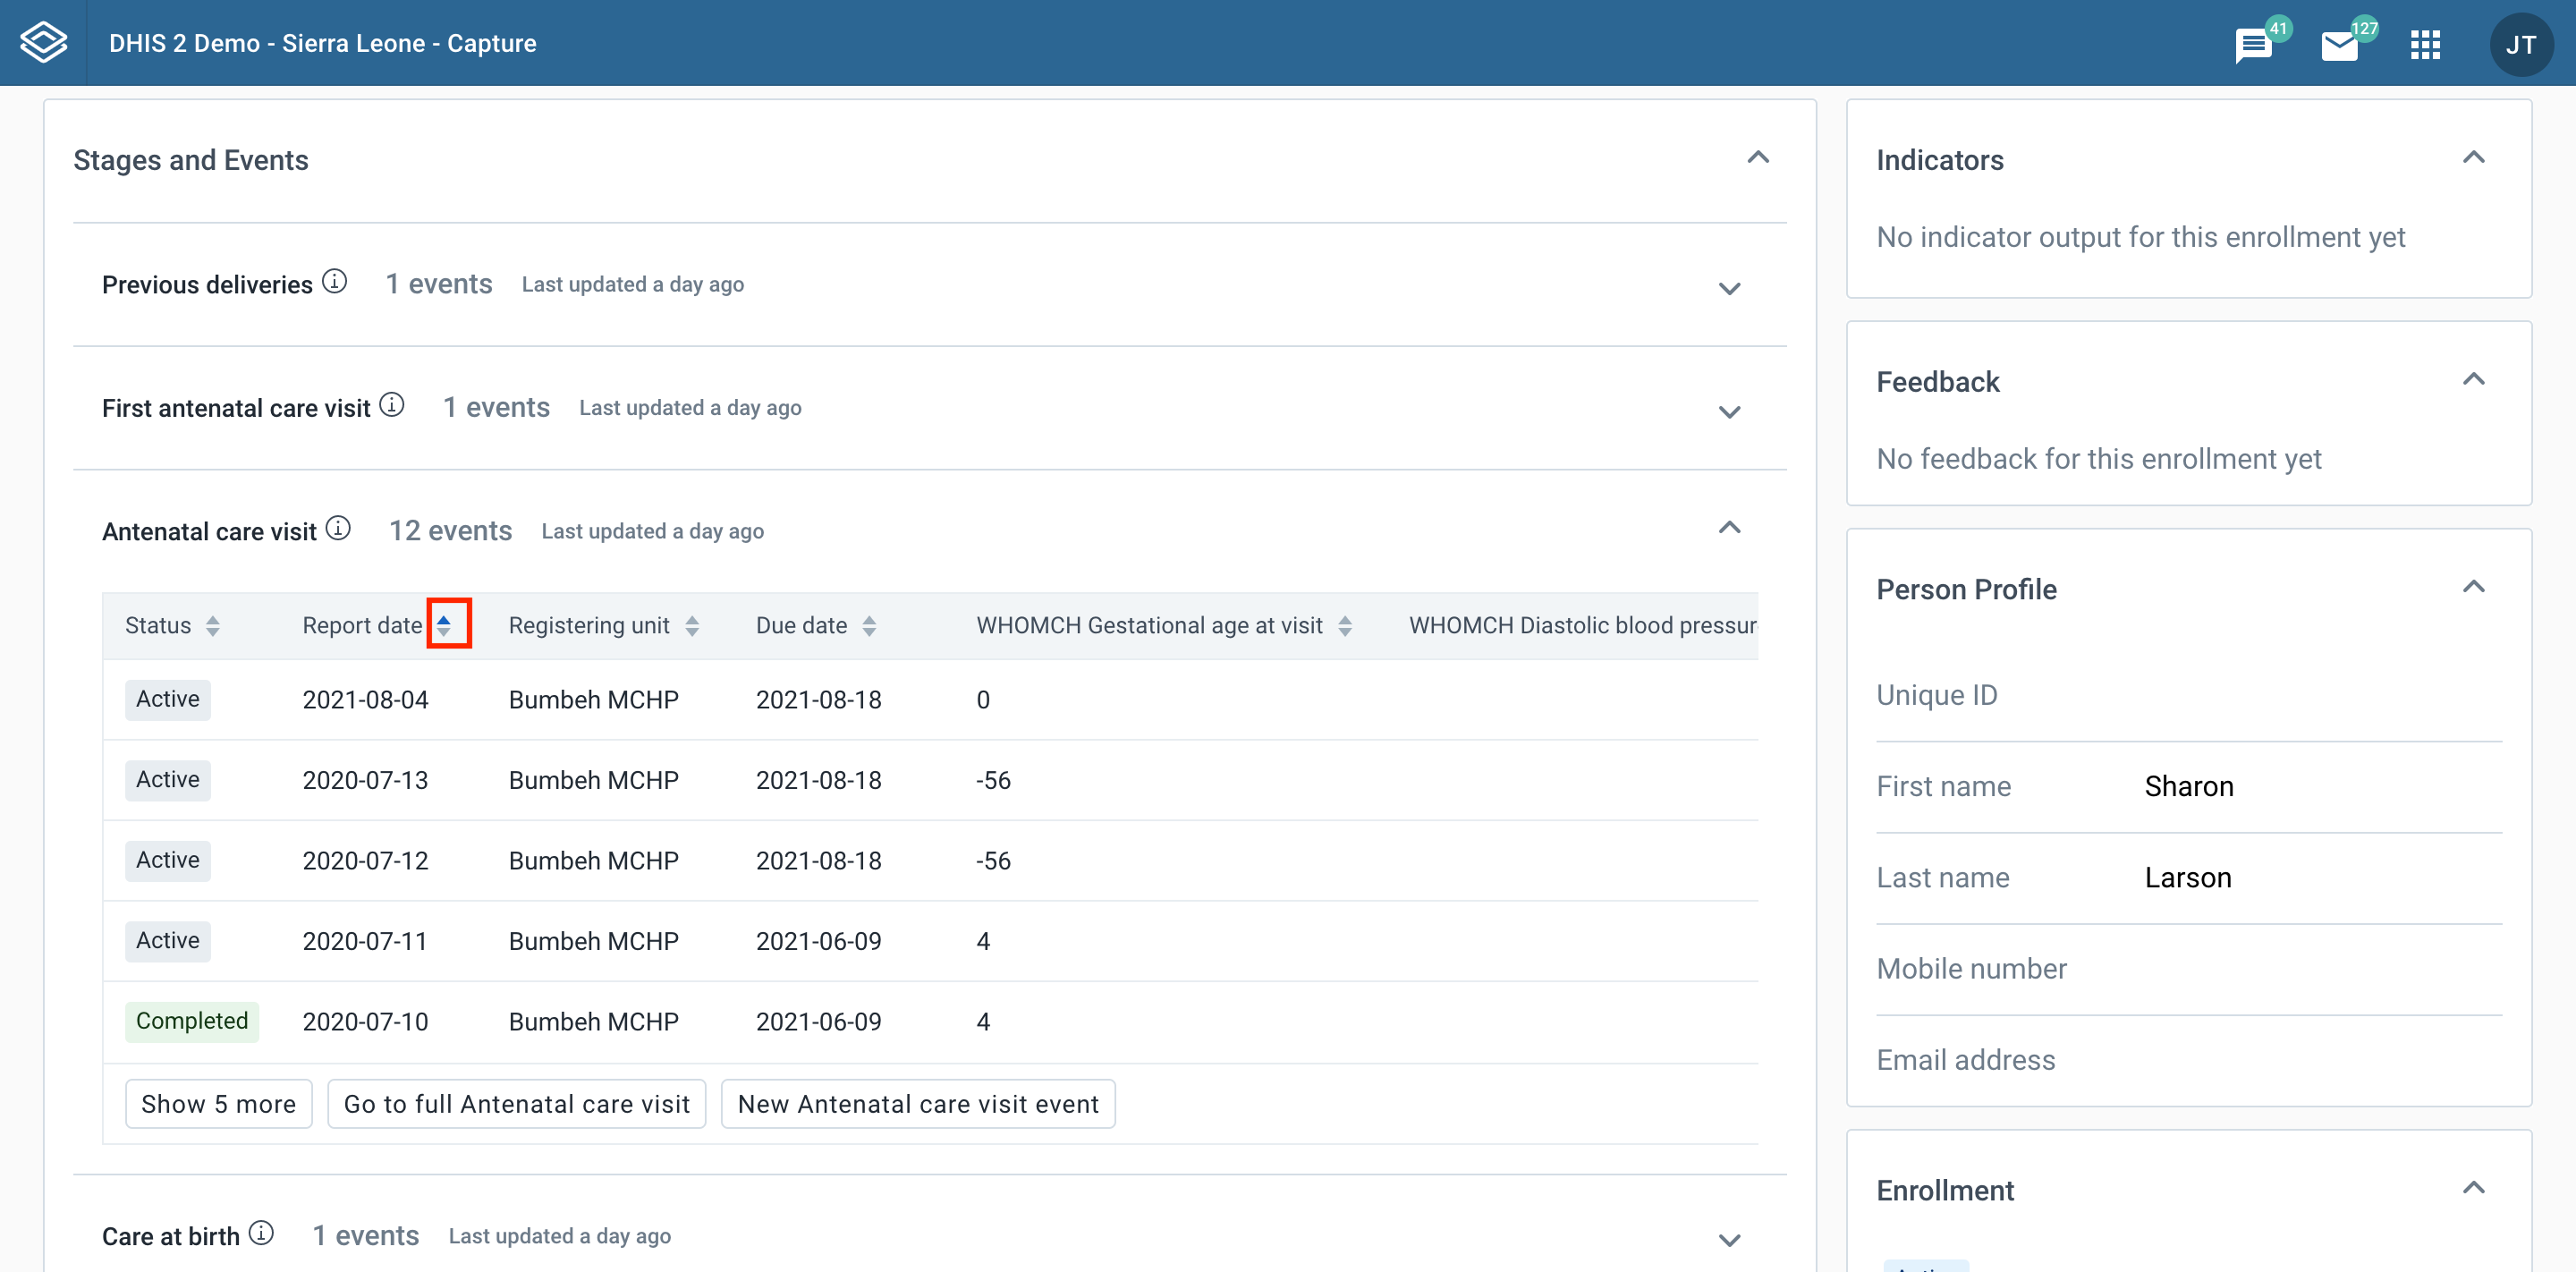 DHIS 2 Demo - Sierra Leone - Capture
41
127
JT
Stages and Events
Previous deliveries 1 events Last updated a day ago
First antenatal care visit 1 events Last updated a day ago
Antenatal care visit 12 events Last updated a day ago
Status Report date Registering unit Due date WHOMCH Gestational age at visit WHOMCH Diastolic blood pressur
Active 2021-08-04 Bumbeh MCHP 2021-08-18 0
Active 2020-07-13 Bumbeh MCHP 2021-08-18 -56
Active 2020-07-12 Bumbeh MCHP 2021-08-18 -56
Active 2020-07-11 Bumbeh MCHP 2021-06-09 4
Completed 2020-07-10 Bumbeh MCHP 2021-06-09 4
Show 5 more Go to full Antenatal care visit New Antenatal care visit event
Care at birth 1 events Last updated a day ago
Indicators
No indicator output for this enrollment yet
Feedback
No feedback for this enrollment yet
Person Profile
Unique ID
First name Sharon
Last name Larson
Mobile number
Email address
Enrollment